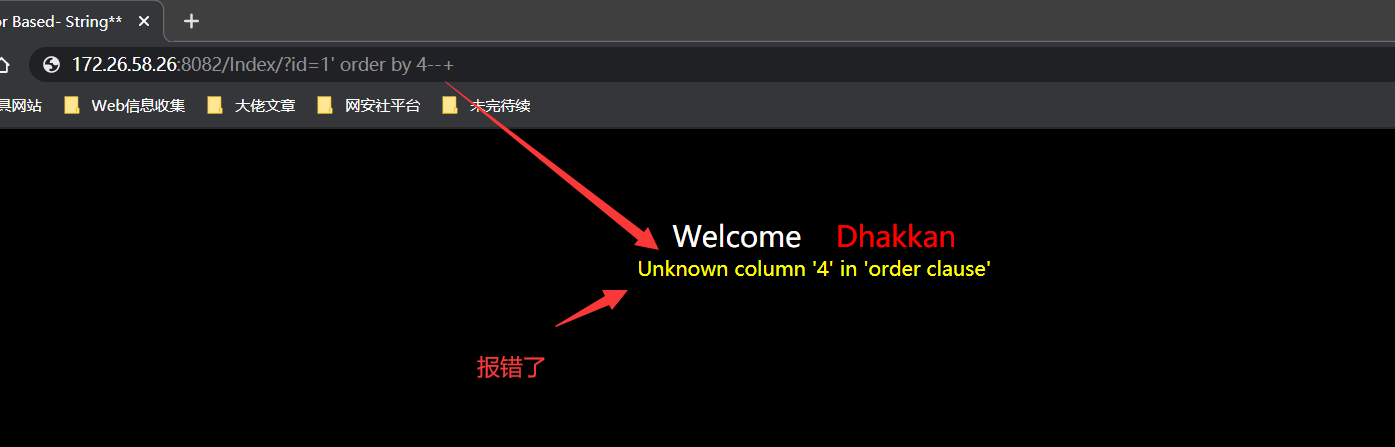 or Based- String**
172.26.58.26:8082/Index/?id=1' order by 4--+
具网站 Web信息收集 大佬文章 网安社平台 未完待续
Welcome Dhakkan
Unknown column '4' in 'order clause'
报错了